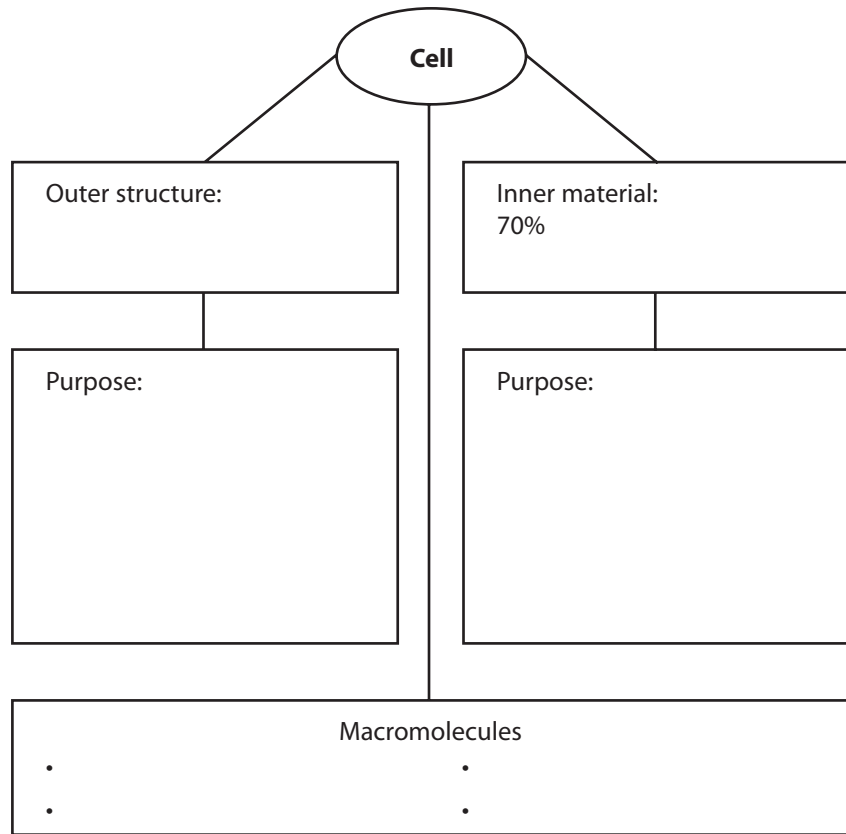 Cell
Outer structure:
Inner material:
70%
Purpose:
Purpose:
Macromolecules
•
•
•
•